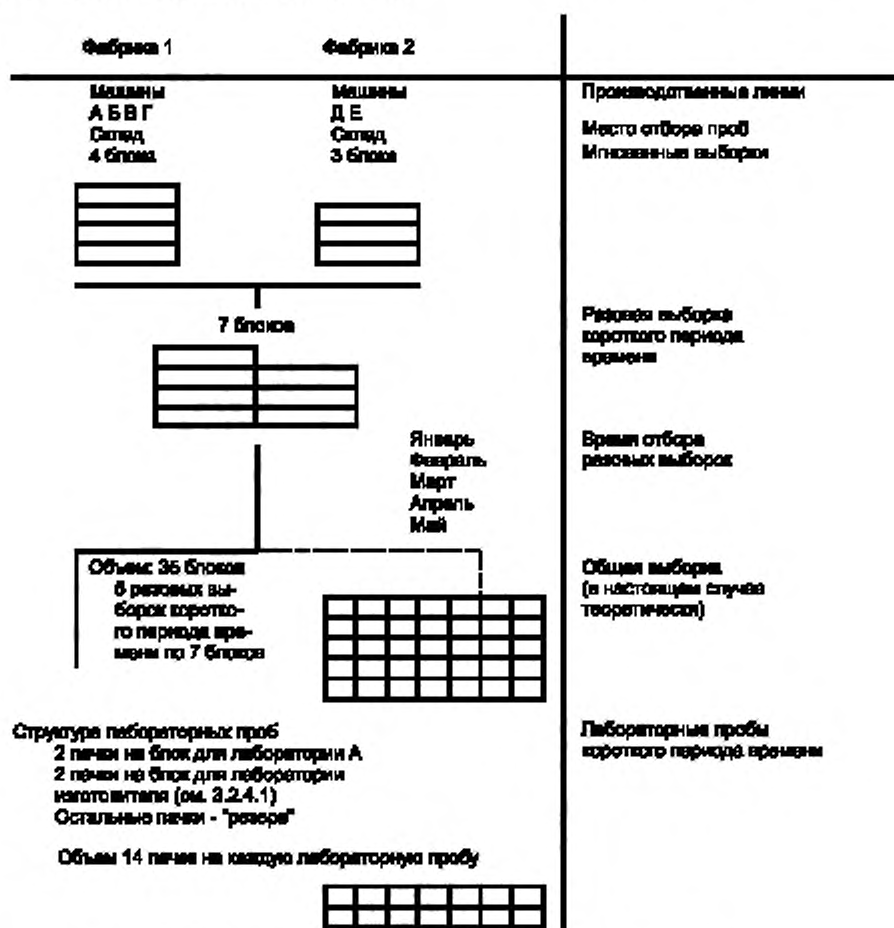 Фабрика 1
Фабрика 2
Машины
А Б В Г
Склад
4 блока
Машины
Д Е
Склад
3 блока
Производственные линии
Место отбора проб
Мгновенные выборки
7 блоков
Разовая выборка
короткого периода
времени
Январь
Февраль
Март
Апрель
Май
Время отбора
разовых выборок
Объем: 35 блоков
5 разовых вы-
борок коротко-
го периода вре-
мени по 7 блоков
Общая выборка
(в настоящем случае
теоретически)
Структура лабораторных проб
2 пачки на блок для лаборатории А
2 пачки на блок для лаборатории
изготовителя (см. 3.2.4.1)
Остальные пачки - "резерв"
Лабораторные пробы
короткого периода времени
Объем 14 пачек на каждую лабораторную пробу